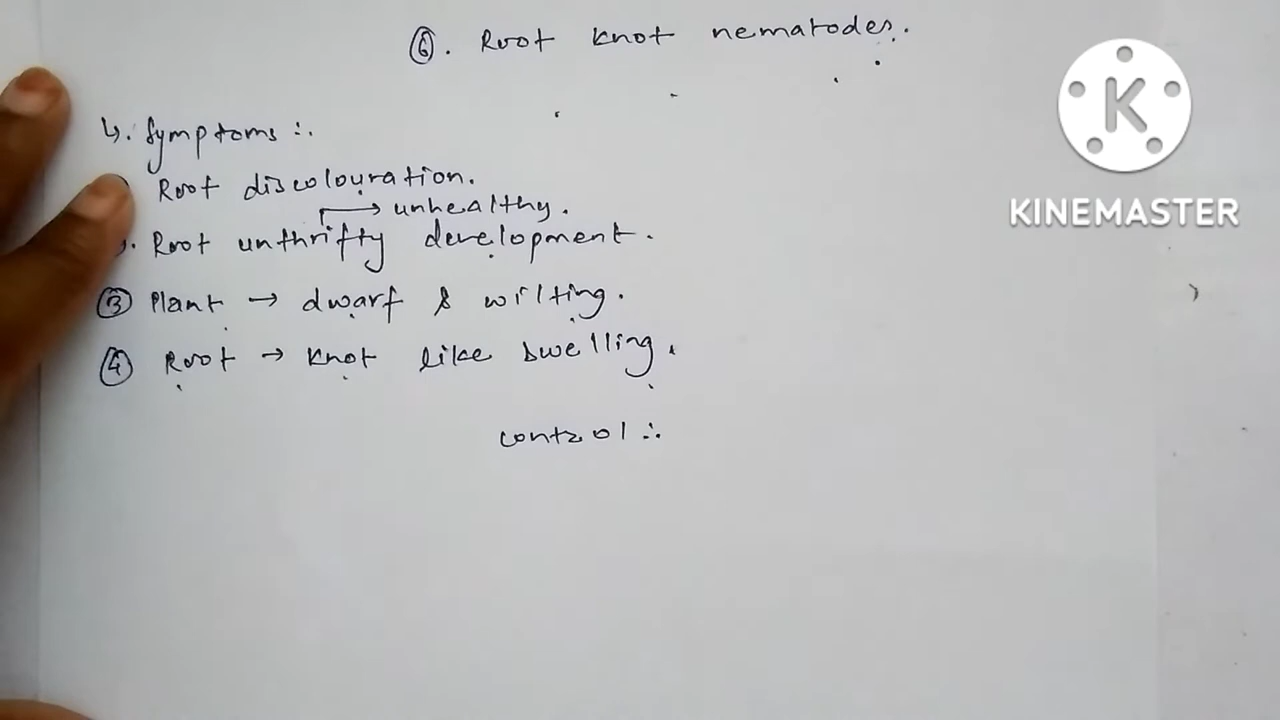 ⑥. Root knot nematodes.
K
KINEMASTER
↳. Symptoms :.
Root discolouration.
→ unhealthy.
. Root unthrifty development.
③ Plant → dwarf & wilting.
④ Root → knot like swelling.
control :.